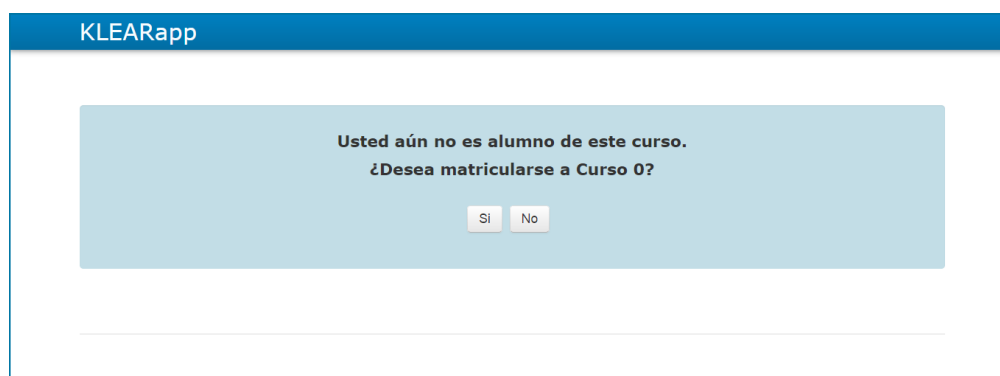 KLEARapp
Usted aún no es alumno de este curso.
¿Desea matricularse a Curso 0?
Si No